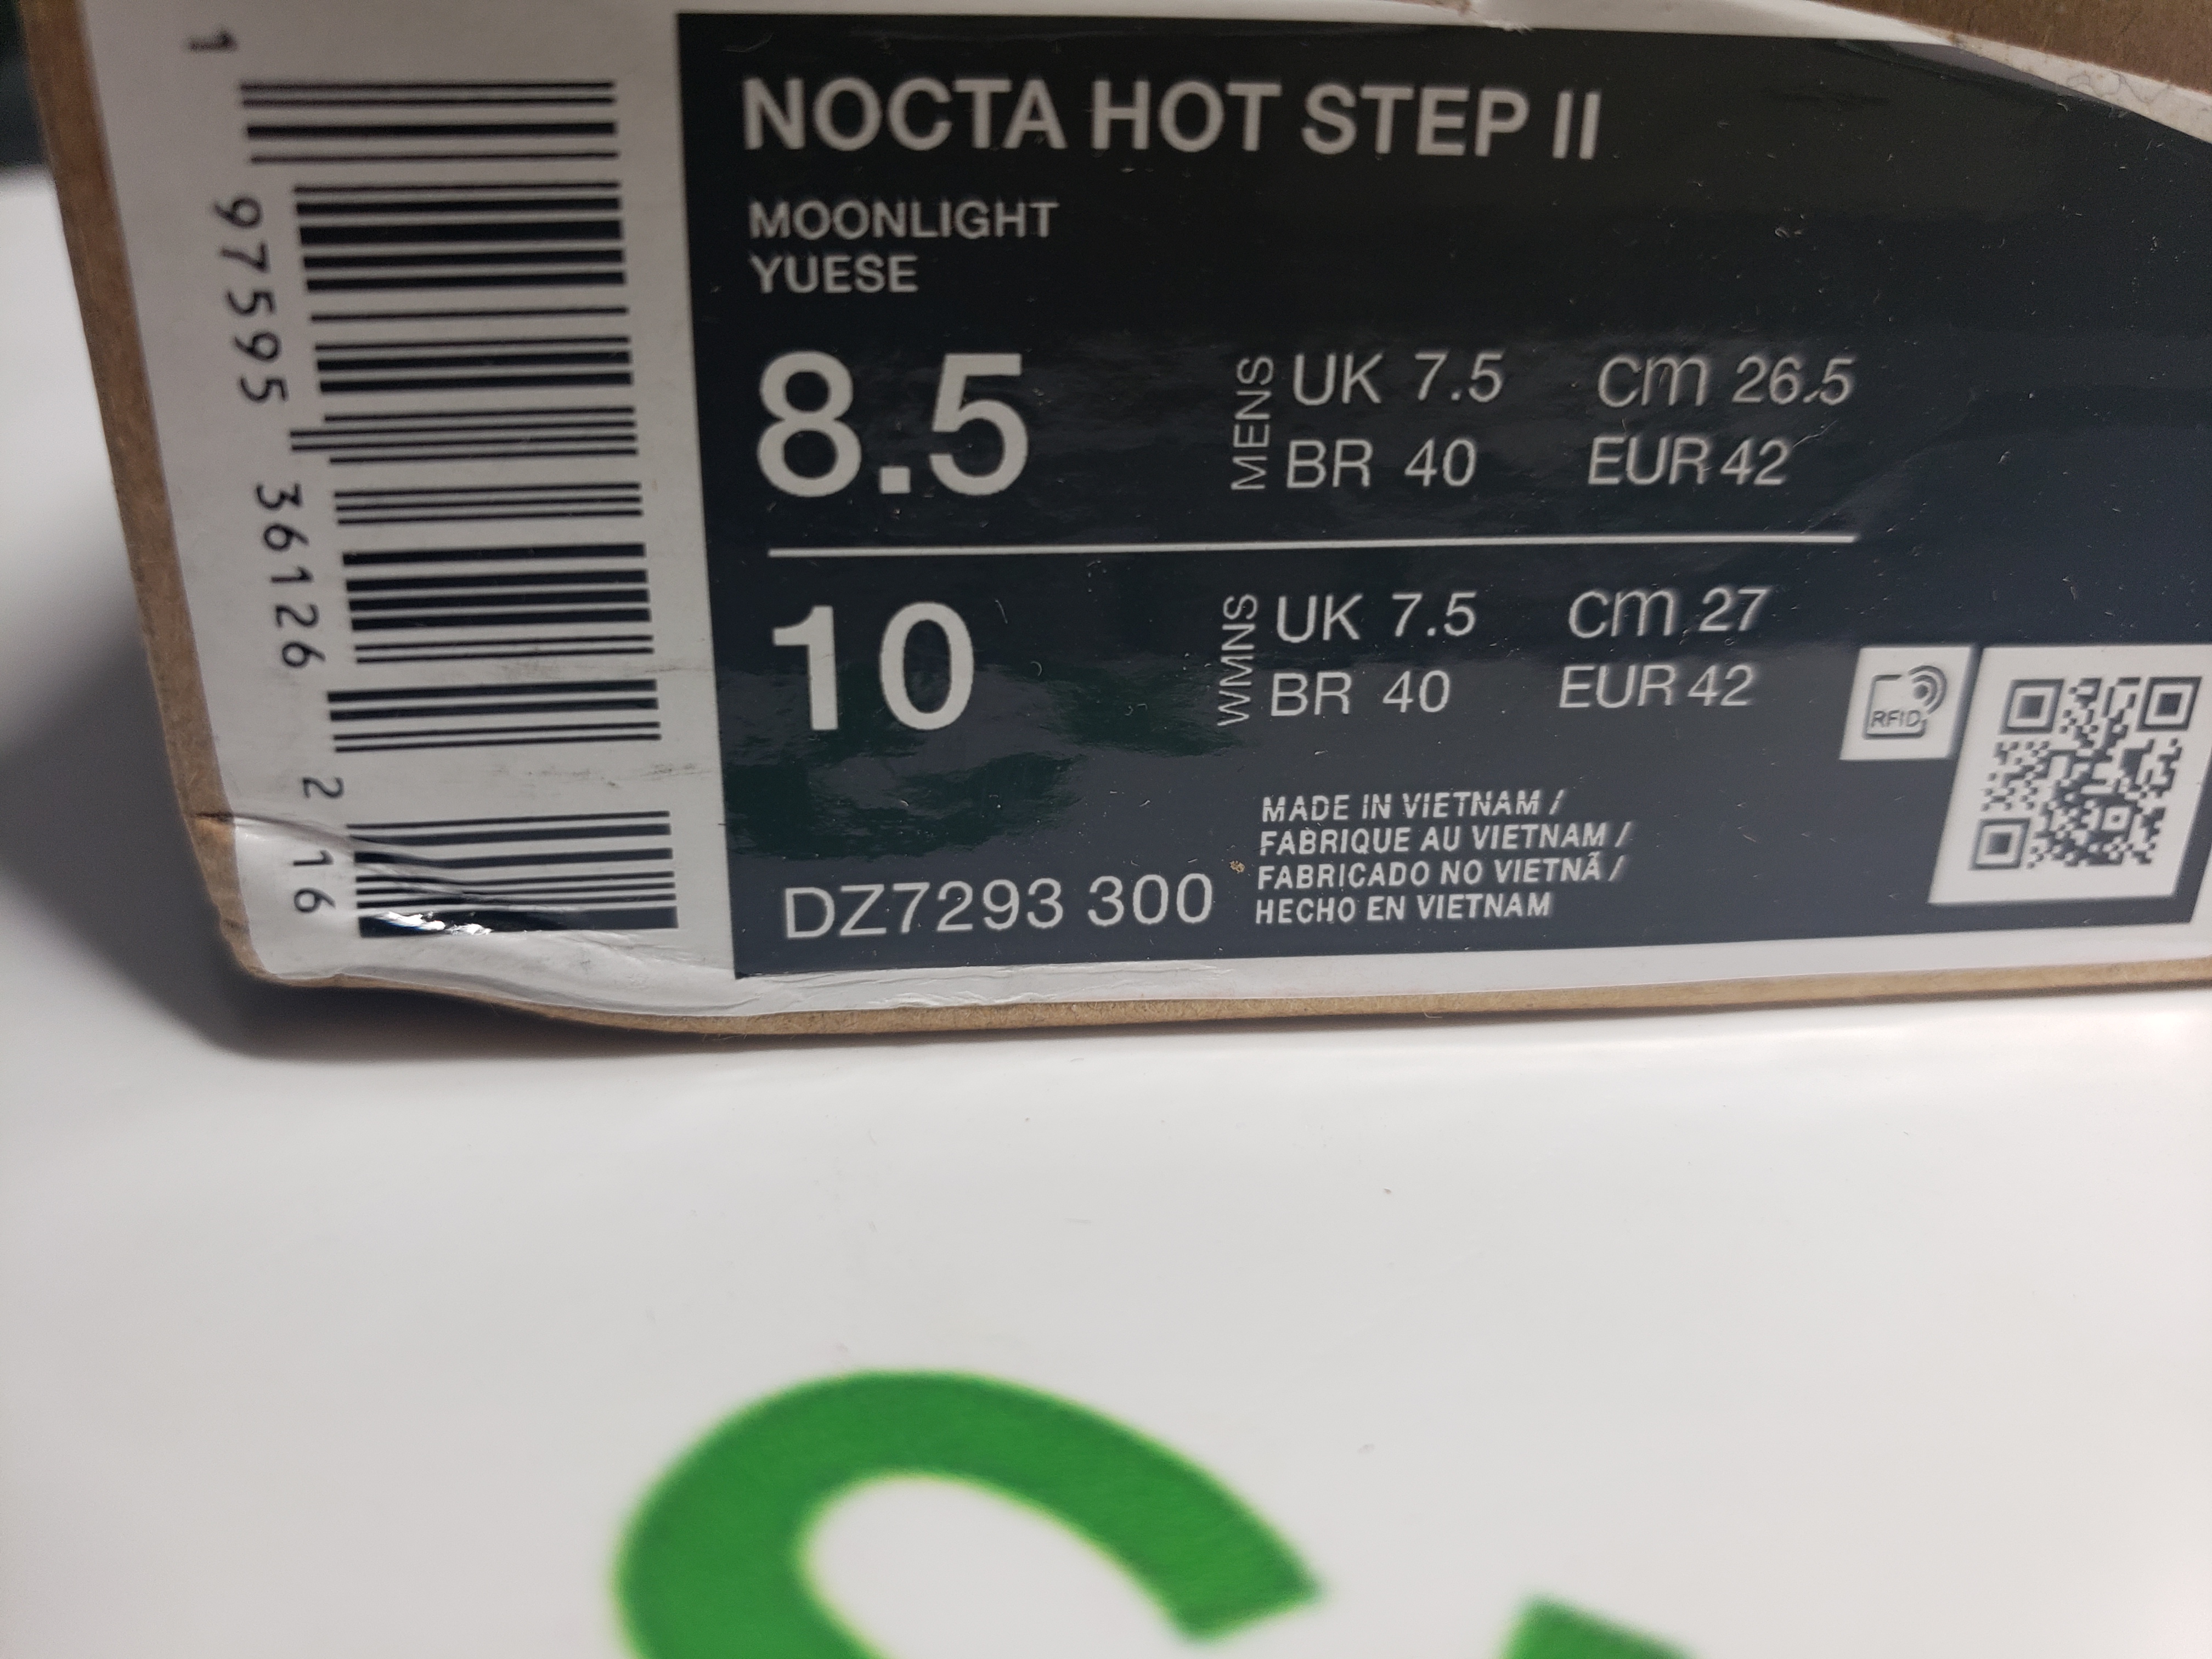 1 97595 36126 2 16
NOCTA HOT STEP II
MOONLIGHT
YUESE
8.5 MENS UK 7.5 CM 26.5
BR 40 EUR 42
10 WMNS UK 7.5 CM 27
BR 40 EUR 42
RFID
MADE IN VIETNAM /
FABRIQUE AU VIETNAM /
FABRICADO NO VIETNÃ /
HECHO EN VIETNAM
DZ7293 300